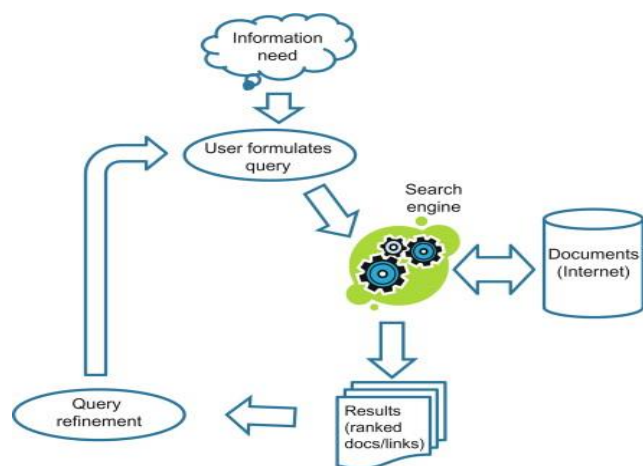 Information
need
User formulates
query
Search
engine
Documents
(Internet)
Results
(ranked
docs/links)
Query
refinement